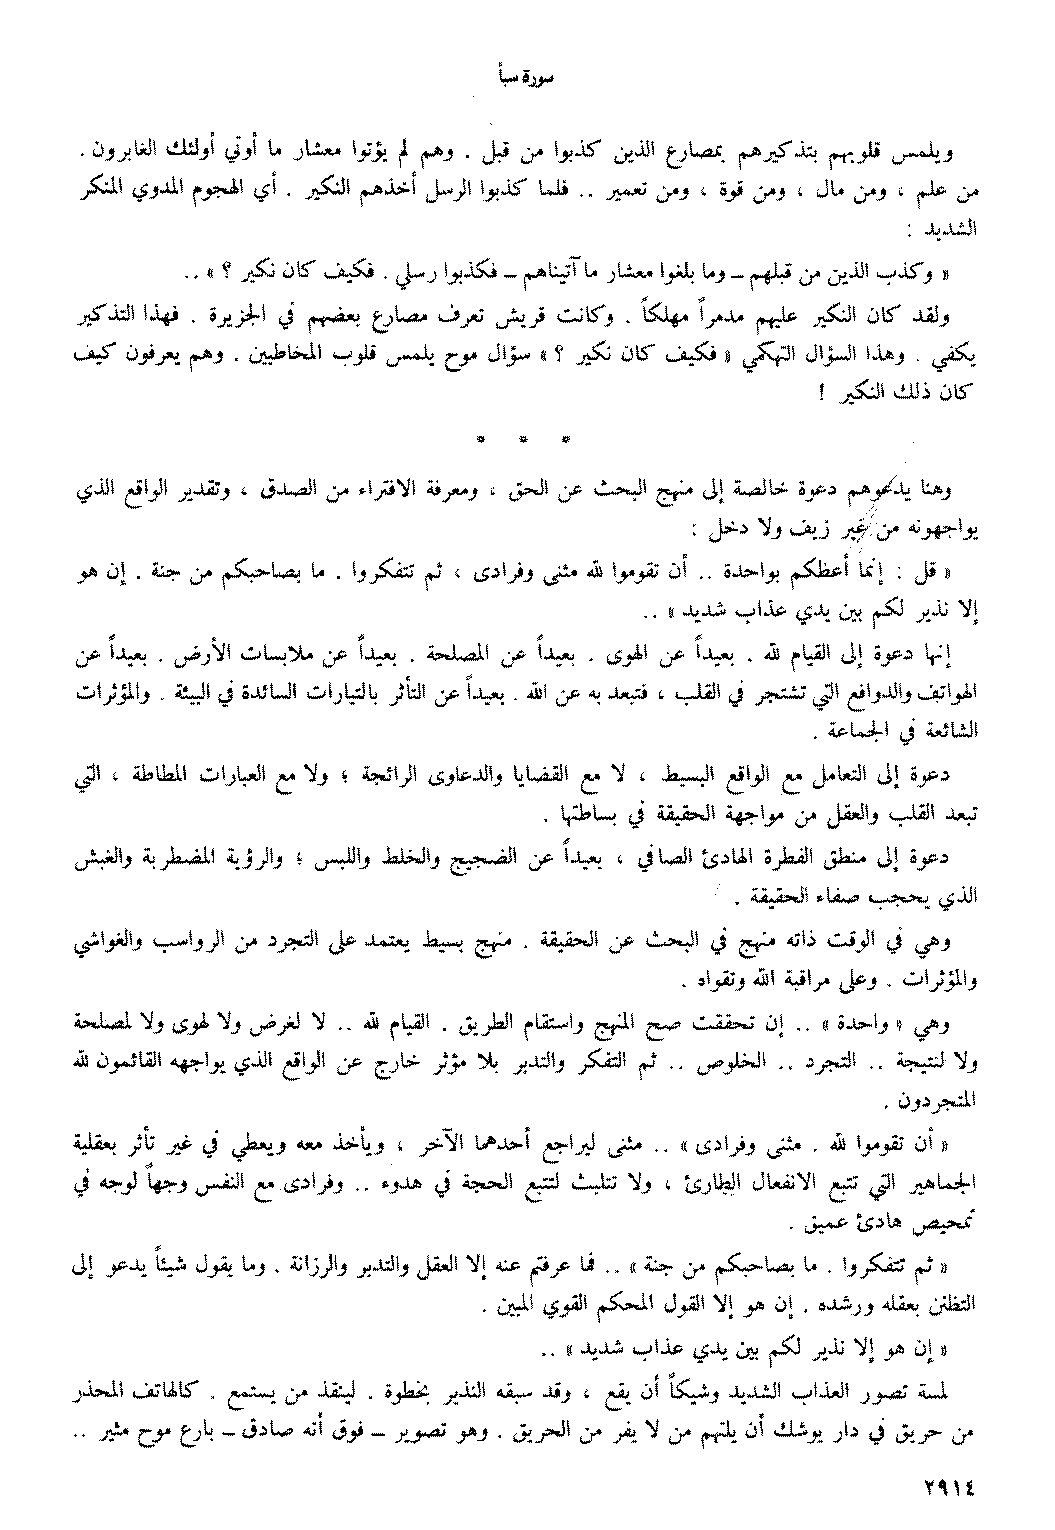 سورة سبأ
ويلمس قلوبهم بتذكيرهم بمصارع الذين كذبوا من قبل . وهم لم يؤتوا معشار ما أوتي أولئك الغابرون .
من علم ، ومن مال ، ومن قوة ، ومن تعمير .. فلما كذبوا الرسل أخذهم النكير . أي الهجوم المدوي المنكر
الشديد :
« وكذب الذين من قبلهم – وما بلغوا معشار ما آتيناهم – فكذبوا رسلي . فكيف كان نكير ؟ » ..
ولقد كان النكير عليهم مدمراً مهلكاً . وكانت قريش تعرف مصارع بعضهم في الجزيرة . فهذا التذكير
يكفي . وهذا السؤال التهكمي « فكيف كان نكير ؟ » سؤال موح يلمس قلوب المخاطبين . وهم يعرفون كيف
كان ذلك النكير !
* * *
وهنا يدعوهم دعوة خالصة إلى منهج البحث عن الحق ، ومعرفة الافتراء من الصدق ، وتقدير الواقع الذي
يواجهونه من غير زيف ولا دخل :
« قل : إنما أعظكم بواحدة .. أن تقوموا لله مثنى وفرادى ، ثم تتفكروا . ما بصاحبكم من جنة . إن هو
إلا نذير لكم بين يدي عذاب شديد » ..
إنها دعوة إلى القيام لله . بعيداً عن الهوى . بعيداً عن المصلحة . بعيداً عن ملابسات الأرض . بعيداً عن
الهواتف والدوافع التي تشتجر في القلب ، فتبعد به عن الله . بعيداً عن التأثر بالتيارات السائدة في البيئة . والمؤثرات
الشائعة في الجماعة .
دعوة إلى التعامل مع الواقع البسيط ، لا مع القضايا والدعاوى الرائجة ؛ ولا مع العبارات المطاطة ، التي
تبعد القلب والعقل من مواجهة الحقيقة في بساطتها .
دعوة إلى منطق الفطرة الهادئ الصافي ، بعيداً عن الضجيج والخلط واللبس ؛ والرؤية المضطربة والغبش
الذي يحجب صفاء الحقيقة .
وهي في الوقت ذاته منهج في البحث عن الحقيقة . منهج بسيط يعتمد على التجرد من الرواسب والغواشي
والمؤثرات . وعلى مراقبة الله وتقواه .
وهي « واحدة » .. إن تحققت صح المنهج واستقام الطريق . القيام لله .. لا لغرض ولا لهوى ولا لمصلحة
ولا لنتيجة .. التجرد .. الخلوص .. ثم التفكر والتدبر بلا مؤثر خارج عن الواقع الذي يواجهه القائمون لله
المتجردون .
« أن تقوموا لله . مثنى وفرادى » .. مثنى ليراجع أحدهما الآخر ، ويأخذ معه ويعطي في غير تأثر بعقلية
الجماهير التي تتبع الانفعال الطارئ ، ولا تتلبث لتتبع الحجة في هدوء .. وفرادى مع النفس وجهاً لوجه في
تمحيص هادئ عميق .
« ثم تتفكروا . ما بصاحبكم من جنة » .. فما عرفتم عنه إلا العقل والتدبر والرزانة . وما يقول شيئاً يدعو إلى
التظنن بعقله ورشده . إن هو إلا القول المحكم القوي المبين .
« إن هو إلا نذير لكم بين يدي عذاب شديد » ..
لمسة تصور العذاب الشديد وشيكاً أن يقع ، وقد سبقه النذير بخطوة . لينقذ من يستمع . كالهاتف المحذر
من حريق في دار يوشك أن يلتهم من لا يفر من الحريق . وهو تصوير – فوق أنه صادق – بارع موح مثير ..
٢٩١٤